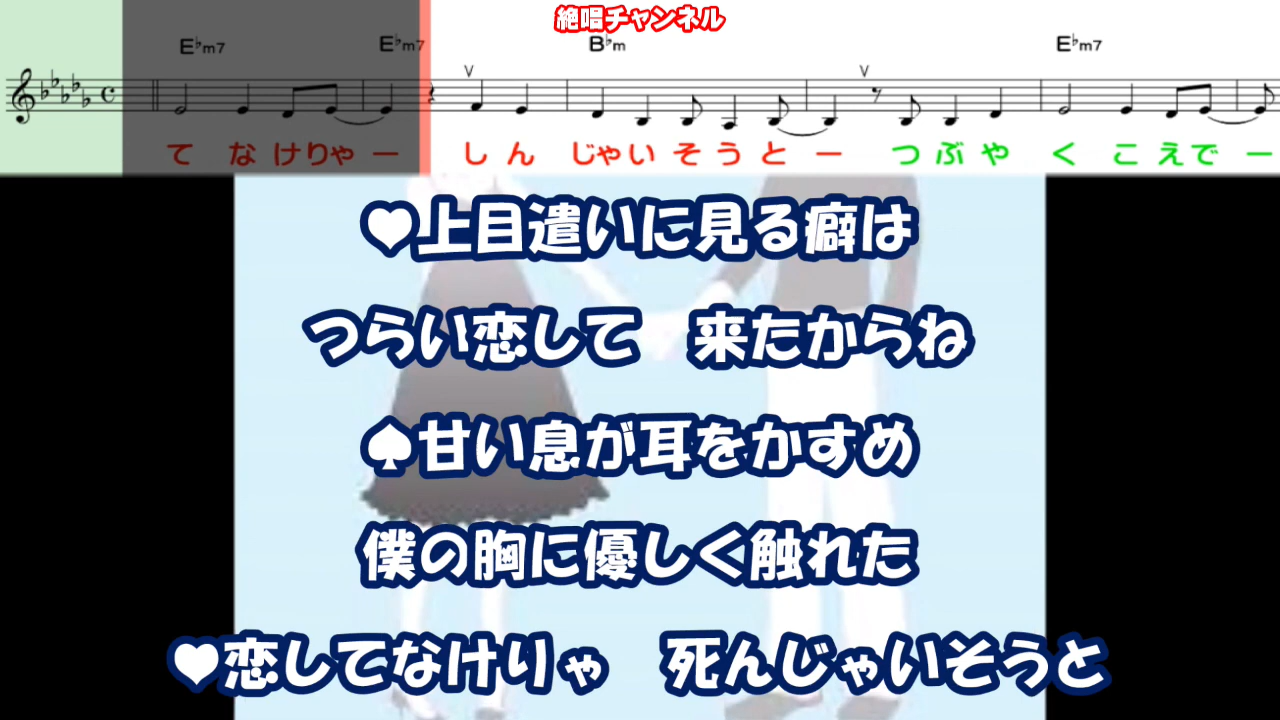 絶唱チャンネル
E♭m7 E♭m7 B♭m E♭m7
て な けりゃ ー し ん じゃい そ う と ー つ ぶ や く こ えで ー
♥上目遣いに見る癖は
つらい恋して 来たからね
♠甘い息が耳をかすめ
僕の胸に優しく触れた
♥恋してなけりゃ 死んじゃいそうと